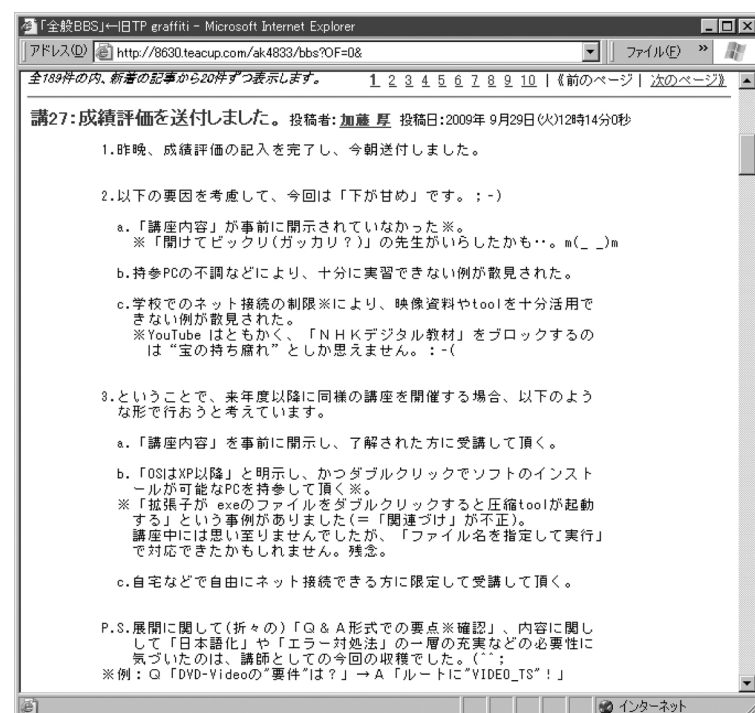 「全般BBS」←旧TP graffiti - Microsoft Internet Explorer
アドレス(D) http://8630.teacup.com/ak4833/bbs?OF=0& ファイル(F) »
全189件の内、新着の記事から20件ずつ表示します。 1 2 3 4 5 6 7 8 9 10 | 《前のページ | 次のページ》
講27:成績評価を送付しました。 投稿者:加藤 厚 投稿日:2009年 9月29日(火)12時14分0秒
1.昨晩、成績評価の記入を完了し、今朝送付しました。
2.以下の要因を考慮して、今回は「下が甘め」です。;-)
a.「講座内容」が事前に開示されていなかった※。
※「開けてビックリ(ガッカリ?)」の先生がいらしたかも‥。m(_ _)m
b.持参PCの不調などにより、十分に実習できない例が散見された。
c.学校でのネット接続の制限※により、映像資料やtoolを十分活用で
きない例が散見された。
※YouTube はともかく、「NHKデジタル教材」をブロックするの
は“宝の持ち腐れ”としか思えません。:-(
3.ということで、来年度以降に同様の講座を開催する場合、以下のよう
な形で行おうと考えています。
a.「講座内容」を事前に開示し、了解された方に受講して頂く。
b.「OSはXP以降」と明示し、かつダブルクリックでソフトのインスト
ールが可能なPCを持参して頂く※。
※「拡張子が exeのファイルをダブルクリックすると圧縮toolが起動
する」という事例がありました(=「関連づけ」が不正)。
講座中には思い至りませんでしたが、「ファイル名を指定して実行」
で対応できたかもしれません。残念。
c.自宅などで自由にネット接続できる方に限定して受講して頂く。
P.S.展開に関して(折々の)「Q&A形式での要点※確認」、内容に関し
して「日本語化」や「エラー対処法」の一層の充実などの必要性に
気づいたのは、講師としての今回の収穫でした。(^^;
※例:Q「DVD-Videoの"要件"は?」→A「ルートに"VIDEO_TS"!」
インターネット